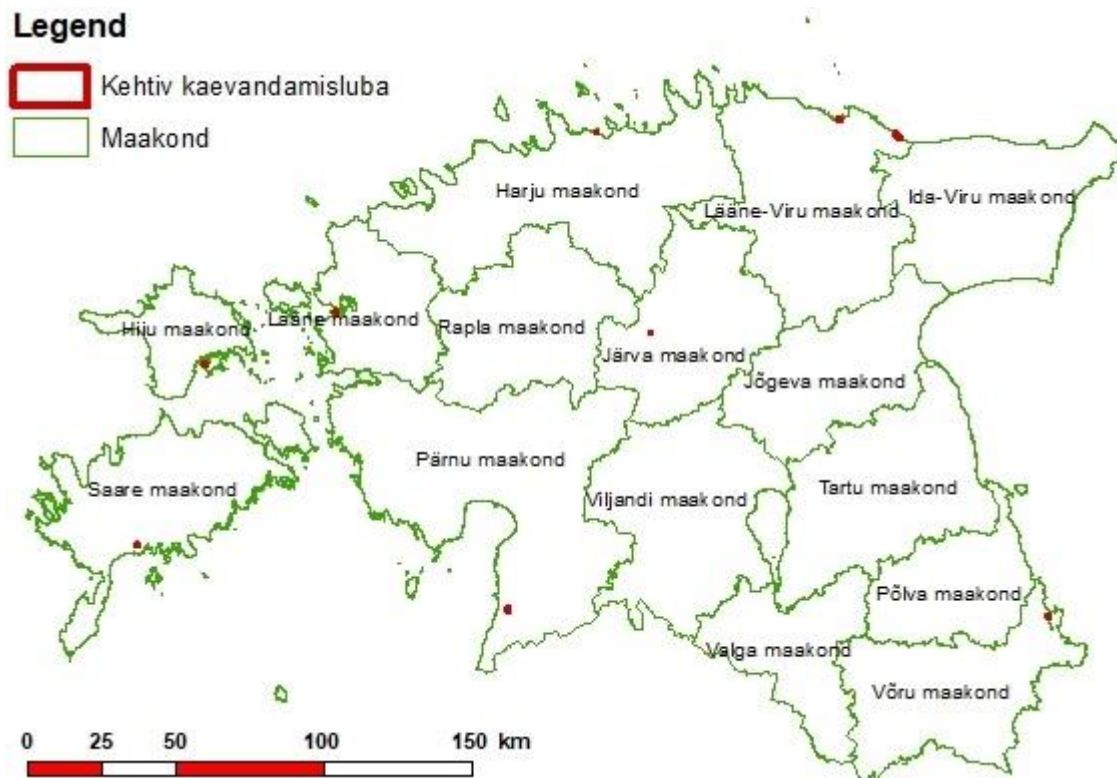 Legend
Kehtiv kaevandamisluba
Maakond
Harju maakond
Lääne-Viru maakond
Ida-Viru maakond
Hiiu maakond
Lääne maakond
Rapla maakond
Järva maakond
Jõgeva maakond
Pärnu maakond
Saare maakond
Viljandi maakond
Tartu maakond
Põlva maakond
Valga maakond
Võru maakond
0 25 50 100 150 km